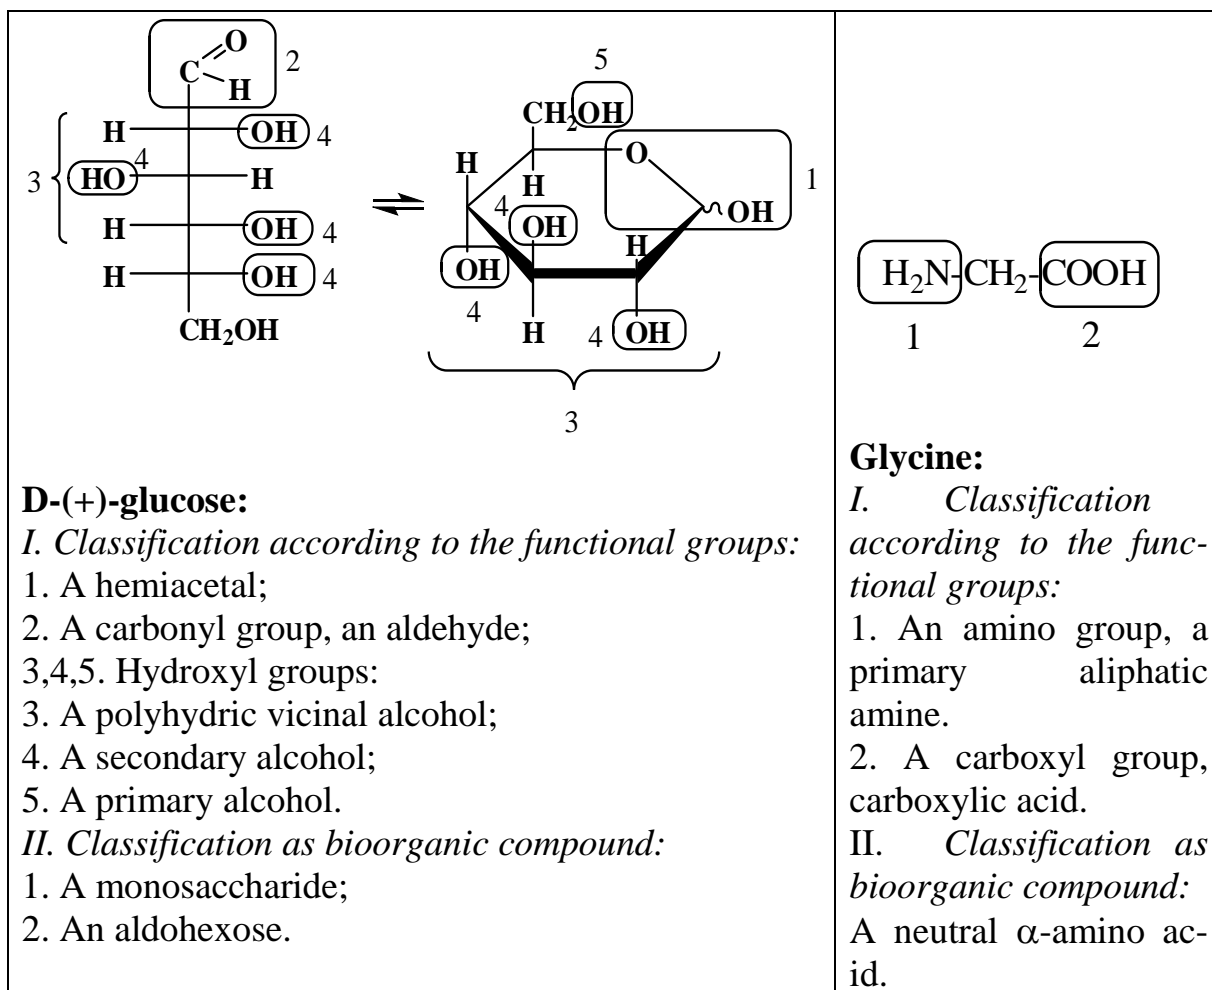 O
C
H
2
H
OH
4
3
HO
4
H
H
OH
4
H
OH
4
CH₂OH
5
CH₂OH
H
O
H
1
4
OH
H
OH
OH
4
H
4
OH
3
H₂N-CH₂-COOH
1
2
D-(+)-glucose:
I. Classification according to the functional groups:
1. A hemiacetal;
2. A carbonyl group, an aldehyde;
3,4,5. Hydroxyl groups:
3. A polyhydric vicinal alcohol;
4. A secondary alcohol;
5. A primary alcohol.
II. Classification as bioorganic compound:
1. A monosaccharide;
2. An aldohexose.
Glycine:
I. Classification
according to the func-
tional groups:
1. An amino group, a
primary aliphatic
amine.
2. A carboxyl group,
carboxylic acid.
II. Classification as
bioorganic compound:
A neutral α-amino ac-
id.